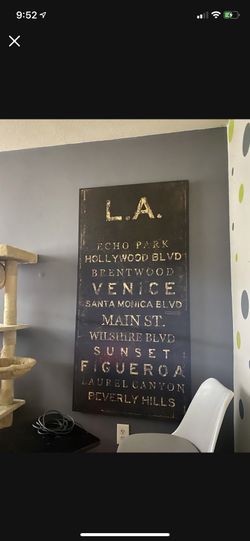 9:52
L.A.
ECHO PARK
HOLLYWOOD BLVD
BRENTWOOD
VENICE
SANTA MONICA BLVD
MAIN ST.
WILSHIRE BLVD
SUNSET
FIGUEROA
LAUREL CANYON
BEVERLY HILLS